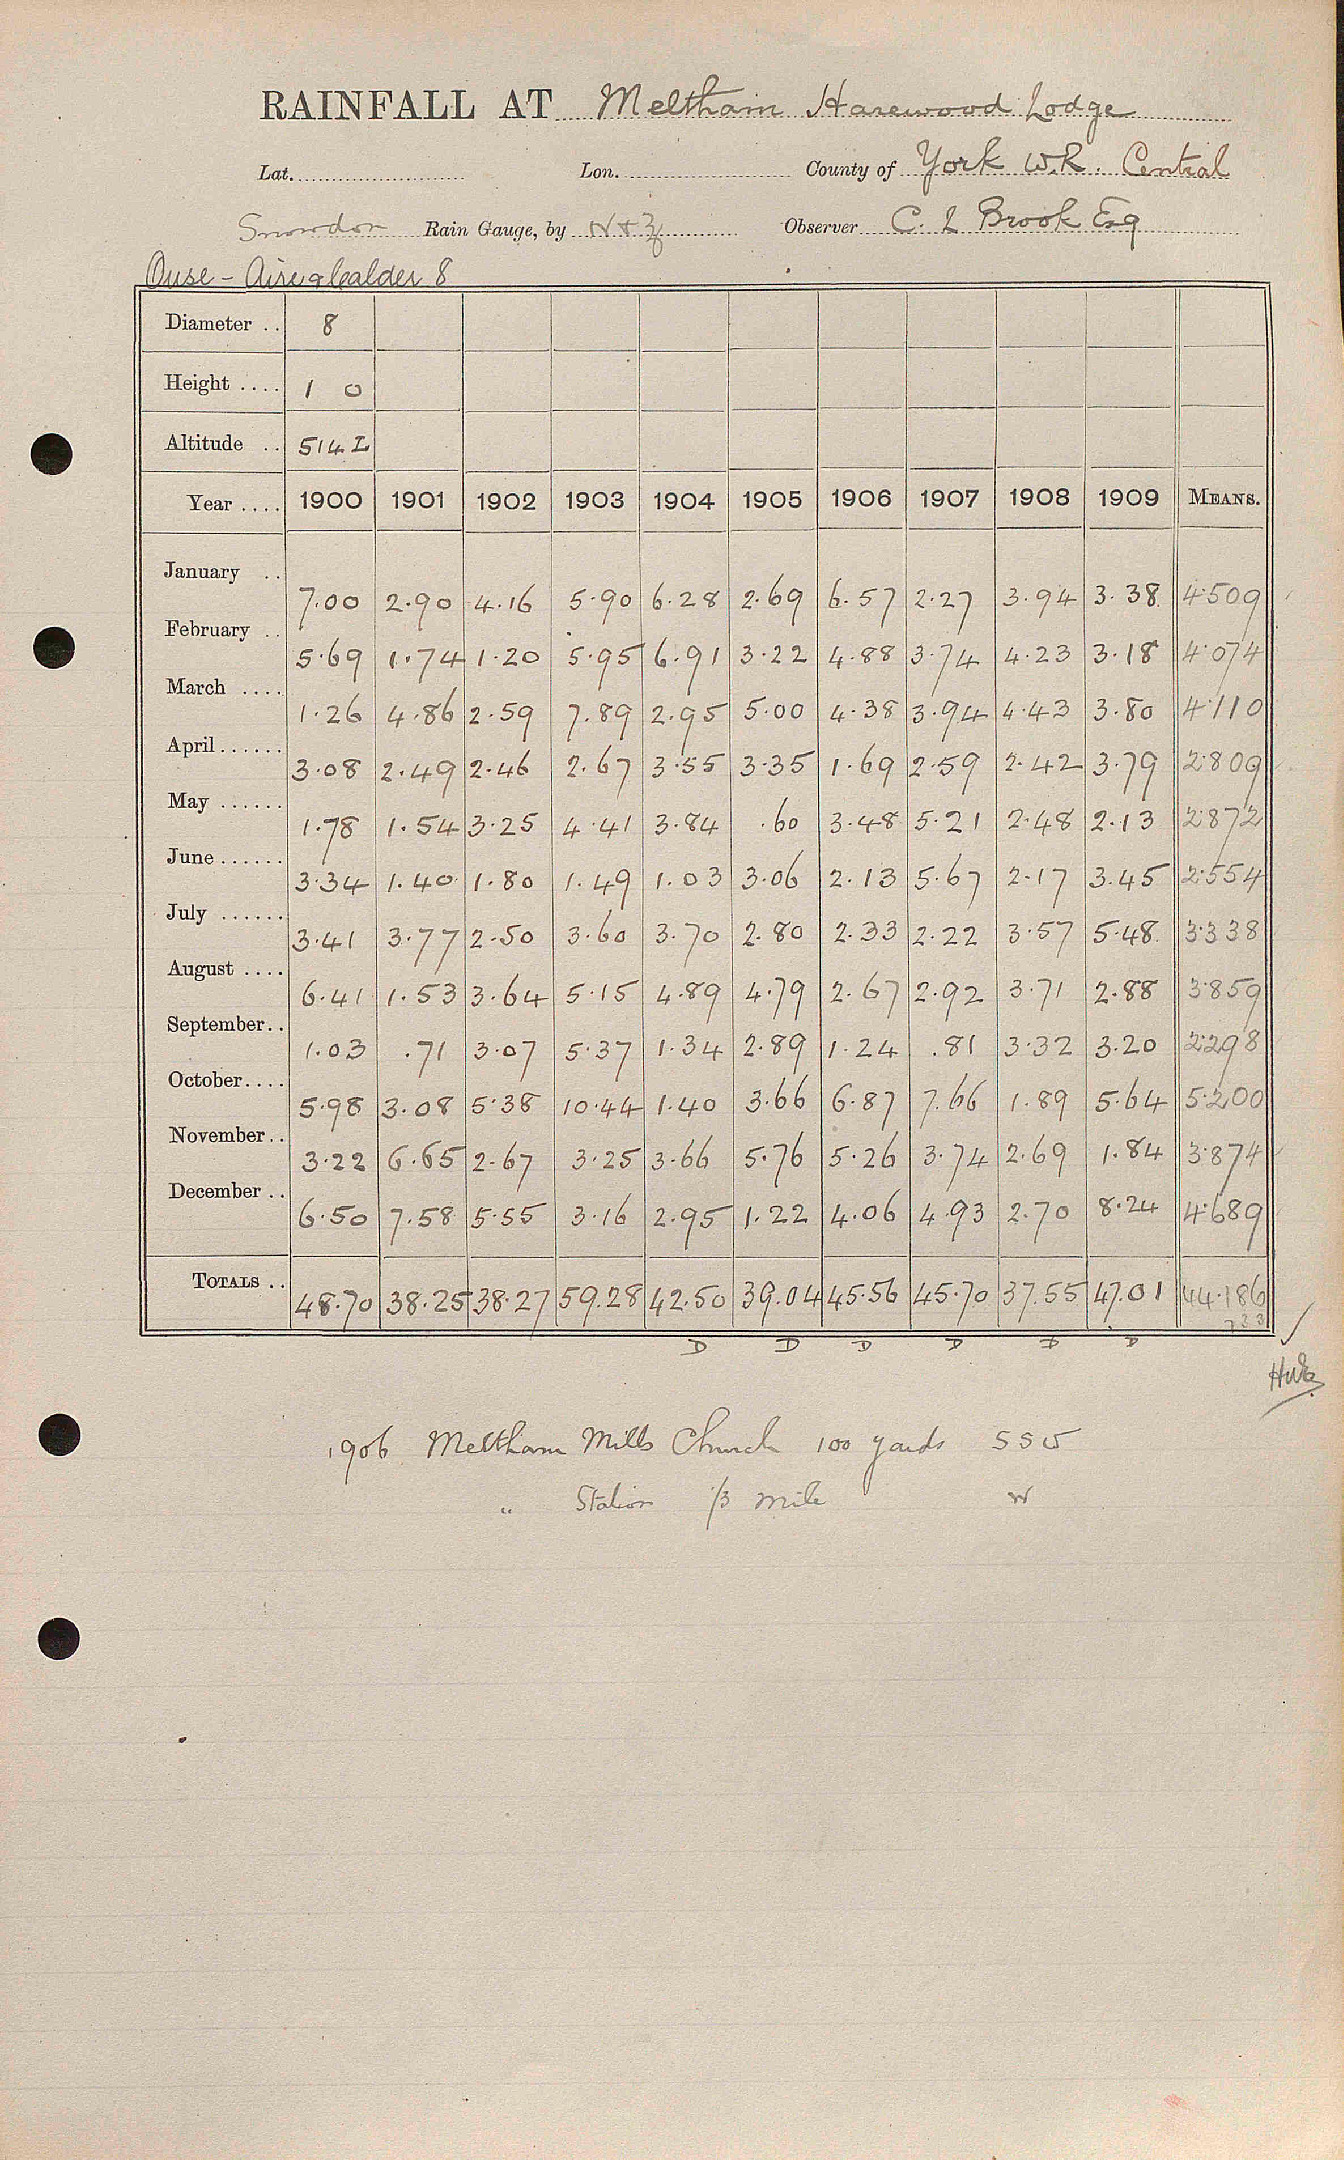 RAINFALL AT Meltham Harewood Lodge
Lat. Lon. County of York W.R. Central
Snowdon Rain Gauge, by N+Z Observer C. L Brook Esq
Ouse - Aire & Calder 8
Diameter .. 8
Height .... 1 0
Altitude .. 514 L
Year .... 1900 1901 1902 1903 1904 1905 1906 1907 1908 1909 MEANS.
January .. 7.00 2.90 4.16 5.90 6.28 2.69 6.57 2.27 3.94 3.38 4.509
February .. 5.69 1.74 1.20 5.95 6.91 3.22 4.88 3.74 4.23 3.18 4.074
March .... 1.26 4.86 2.59 7.89 2.95 5.00 4.38 3.94 4.43 3.80 4.110
April ...... 3.08 2.49 2.46 2.67 3.55 3.35 1.69 2.59 2.42 3.79 2.809
May ...... 1.78 1.54 3.25 4.41 3.84 .60 3.48 5.21 2.48 2.13 2.872
June ...... 3.34 1.40 1.80 1.49 1.03 3.06 2.13 5.67 2.17 3.45 2.554
July ...... 3.41 3.77 2.50 3.60 3.70 2.80 2.33 2.22 3.57 5.48 3.338
August .... 6.41 1.53 3.64 5.15 4.89 4.79 2.67 2.92 3.71 2.88 3.859
September.. 1.03 .71 3.07 5.37 1.34 2.89 1.24 .81 3.32 3.20 2.298
October.... 5.98 3.08 5.38 10.44 1.40 3.66 6.87 7.66 1.89 5.64 5.200
November.. 3.22 6.65 2.67 3.25 3.66 5.76 5.26 3.74 2.69 1.84 3.874
December .. 6.50 7.58 5.55 3.16 2.95 1.22 4.06 4.93 2.70 8.24 4.689
TOTALS .. 48.70 38.25 38.27 59.28 42.50 39.04 45.56 45.70 37.55 47.01 44.186
D D D D D D
1906 Meltham Mills Church 100 yards SSW
" Station 1/3 mile W